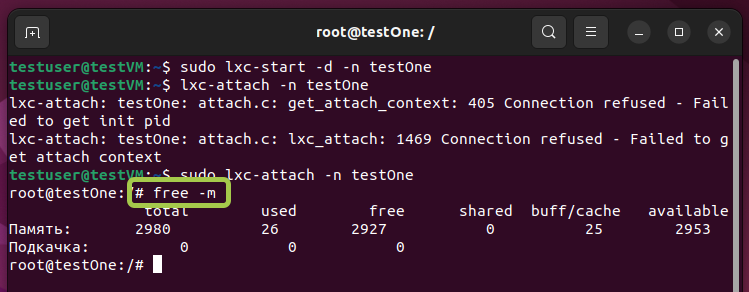 root@testOne: /
testuser@testVM:~$ sudo lxc-start -d -n testOne
testuser@testVM:~$ lxc-attach -n testOne
lxc-attach: testOne: attach.c: get_attach_context: 405 Connection refused - Fail
ed to get init pid
lxc-attach: testOne: attach.c: lxc_attach: 1469 Connection refused - Failed to g
et attach context
testuser@testVM:~$ sudo lxc-attach -n testOne
root@testOne:/# free -m
total used free shared buff/cache available
Память: 2980 26 2927 0 25 2953
Подкачка: 0 0 0
root@testOne:/#